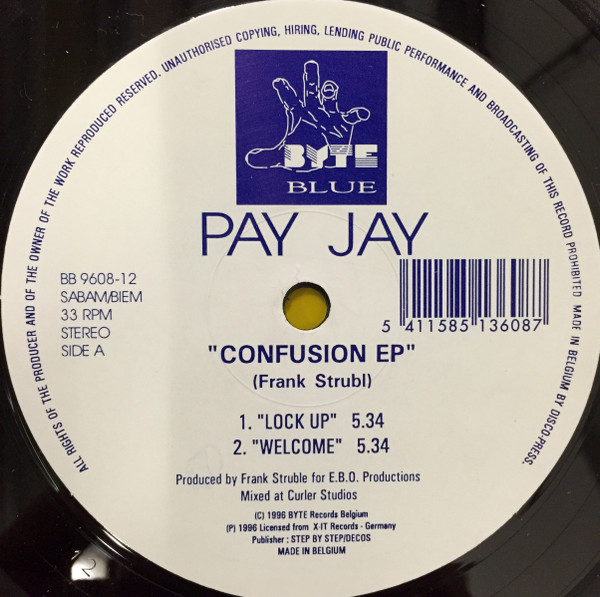 ALL RIGHTS OF THE PRODUCER AND OF THE OWNER OF THE WORK REPRODUCED RESERVED. UNAUTHORISED COPYING, HIRING, LENDING PUBLIC PERFORMANCE AND BROADCASTING OF THIS RECORD PROHIBITED MADE IN BELGIUM BY DISCO-PRESS.
BYTE
BLUE
PAY JAY
BB 9608-12
SABAM/BIEM
33 RPM
STEREO
SIDE A
5 411585 136087
"CONFUSION EP"
(Frank Strubl)
1. "LOCK UP" 5.34
2. "WELCOME" 5.34
Produced by Frank Struble for E.B.O. Productions
Mixed at Curler Studios
(C) 1996 BYTE Records Belgium
(P) 1996 Licensed from X-IT Records - Germany
Publisher : STEP BY STEP/DECOS
MADE IN BELGIUM
2